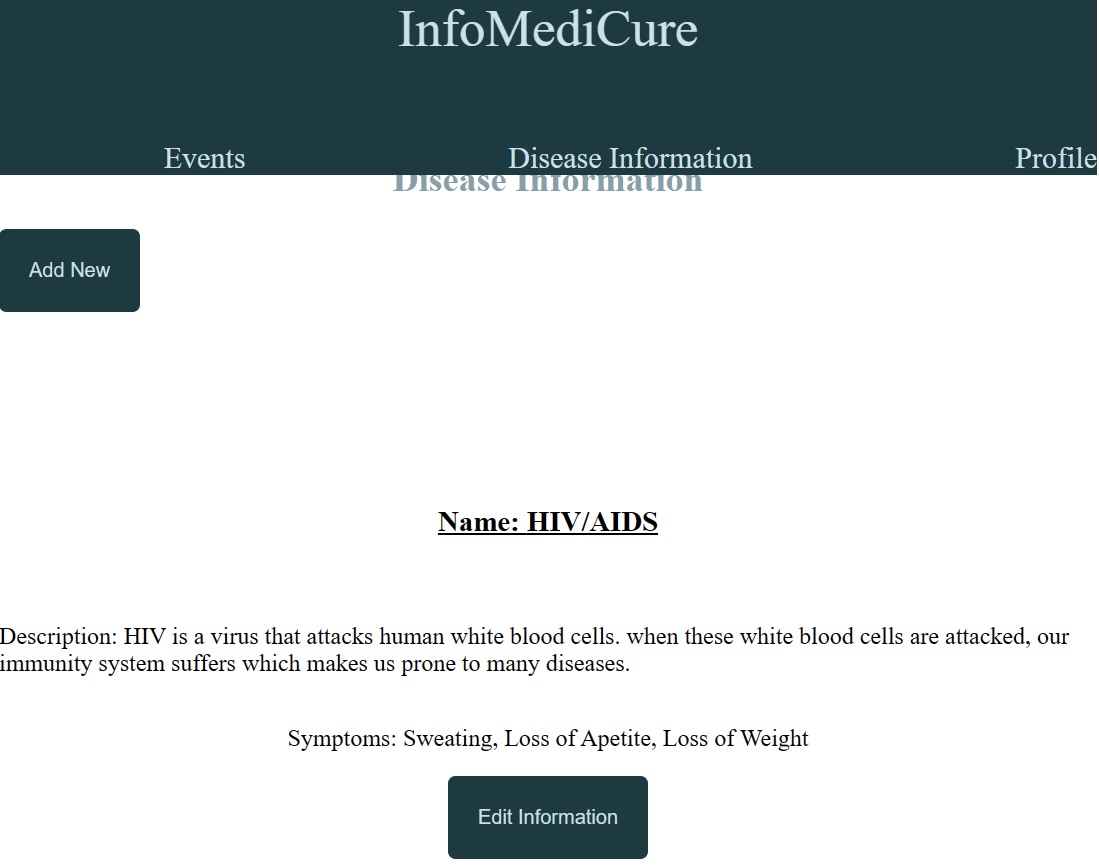 InfoMediCure
Events Disease Information Profile
Disease Information
Add New
Name: HIV/AIDS
Description: HIV is a virus that attacks human white blood cells. when these white blood cells are attacked, our
immunity system suffers which makes us prone to many diseases.
Symptoms: Sweating, Loss of Apetite, Loss of Weight
Edit Information